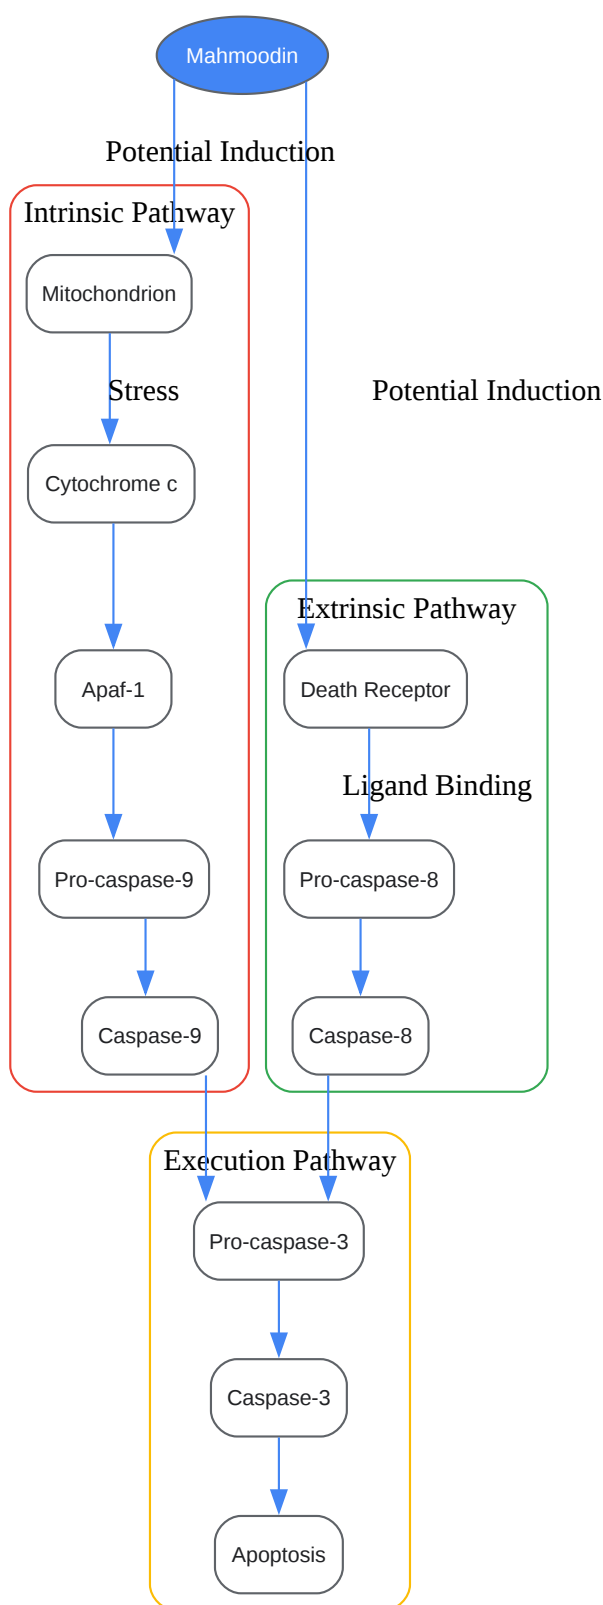 Mahmoodin
Potential Induction
Intrinsic Pathway
Mitochondrion
Stress
Potential Induction
Cytochrome c
Extrinsic Pathway
Apaf-1
Death Receptor
Ligand Binding
Pro-caspase-9
Pro-caspase-8
Caspase-9
Caspase-8
Execution Pathway
Pro-caspase-3
Caspase-3
Apoptosis